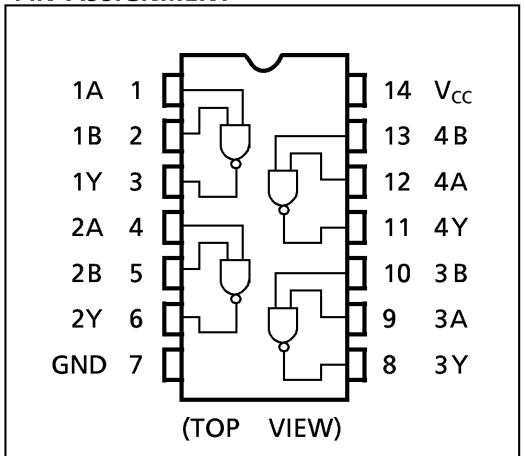 PIN ASSIGNMENT
1A 1 14 VCC
1B 2 13 4B
1Y 3 12 4A
2A 4 11 4Y
2B 5 10 3B
2Y 6 9 3A
GND 7 8 3Y
(TOP VIEW)